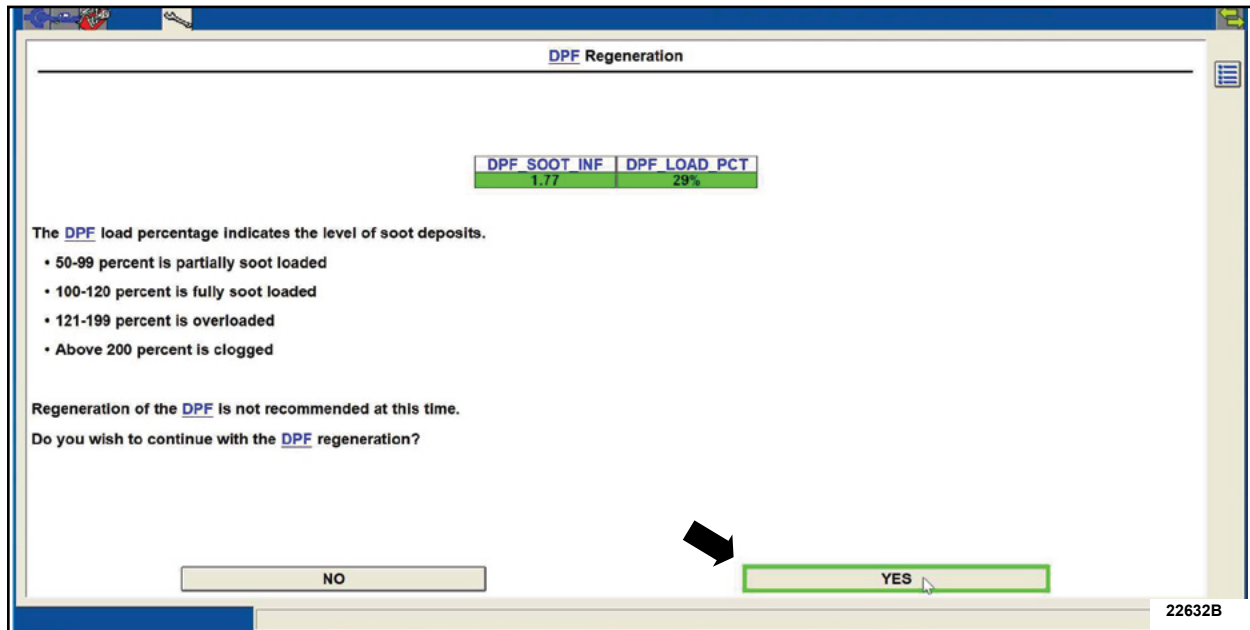 DPF Regeneration
DPF_SOOT_INF DPF_LOAD_PCT
1.77 29%
The DPF load percentage indicates the level of soot deposits.
• 50-99 percent is partially soot loaded
• 100-120 percent is fully soot loaded
• 121-199 percent is overloaded
• Above 200 percent is clogged
Regeneration of the DPF is not recommended at this time.
Do you wish to continue with the DPF regeneration?
NO YES
22632B